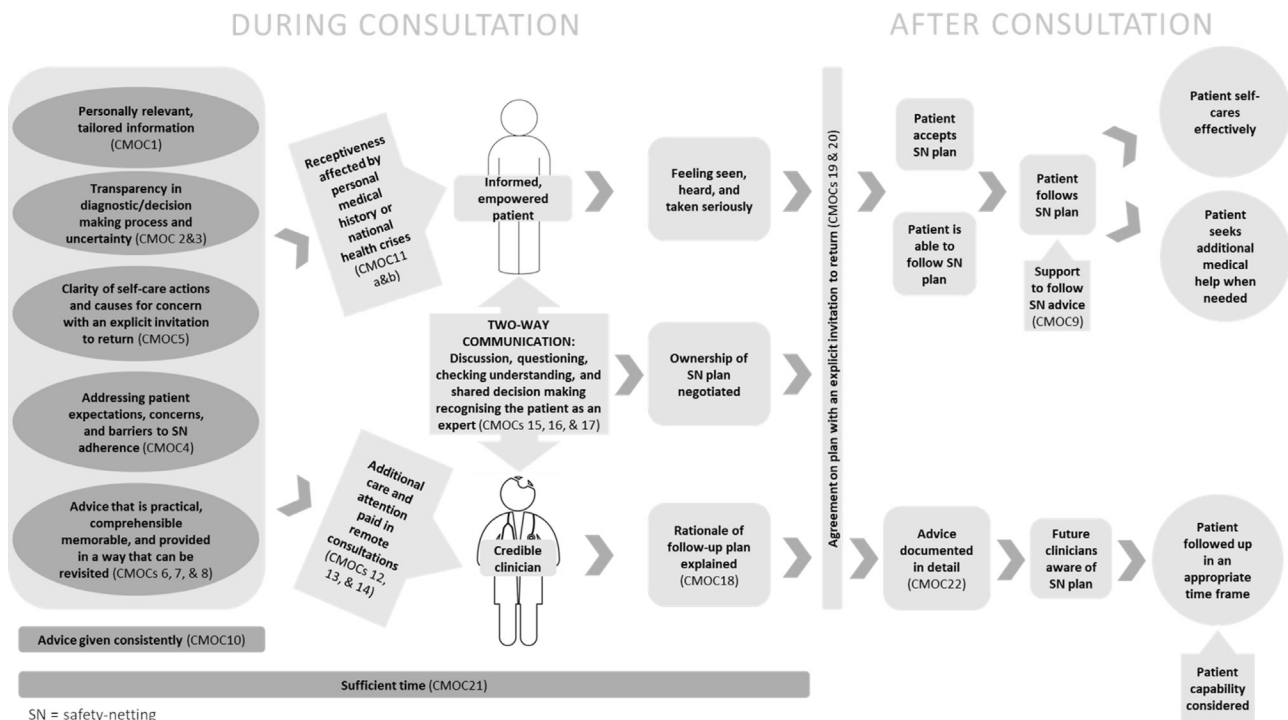 DURING CONSULTATION
AFTER CONSULTATION
Personally relevant,
tailored information
(CMOC1)
Transparency in
diagnostic/decision
making process and
uncertainty (CMOC 2&3)
Clarity of self-care actions
and causes for concern
with an explicit invitation
to return (CMOC5)
Addressing patient
expectations, concerns,
and barriers to SN
adherence (CMOC4)
Advice that is practical,
comprehensible
memorable, and provided
in a way that can be
revisited (CMOCs 6, 7, & 8)
Advice given consistently (CMOC10)
Sufficient time (CMOC21)
SN = safety-netting
Receptiveness
affected by
personal
medical
history or
national
health crises
(CMOC11
a&b)
Additional
care and
attention
paid in
remote
consultations
(CMOCs 12,
13, & 14)
Informed,
empowered
patient
TWO-WAY
COMMUNICATION:
Discussion, questioning,
checking understanding, and
shared decision making
recognising the patient as an
expert (CMOCs 15, 16, & 17)
Credible
clinician
Feeling seen,
heard, and
taken seriously
Ownership of
SN plan
negotiated
Rationale of
follow-up plan
explained
(CMOC18)
Agreement on plan with an explicit invitation to return (CMOCs 19 & 20)
Patient
accepts
SN plan
Patient is
able to
follow SN
plan
Patient
follows
SN plan
Support
to follow
SN advice
(CMOC9)
Patient self-
cares
effectively
Patient
seeks
additional
medical
help when
needed
Advice
documented
in detail
(CMOC22)
Future
clinicians
aware of
SN plan
Patient
followed up
in an
appropriate
time frame
Patient
capability
considered